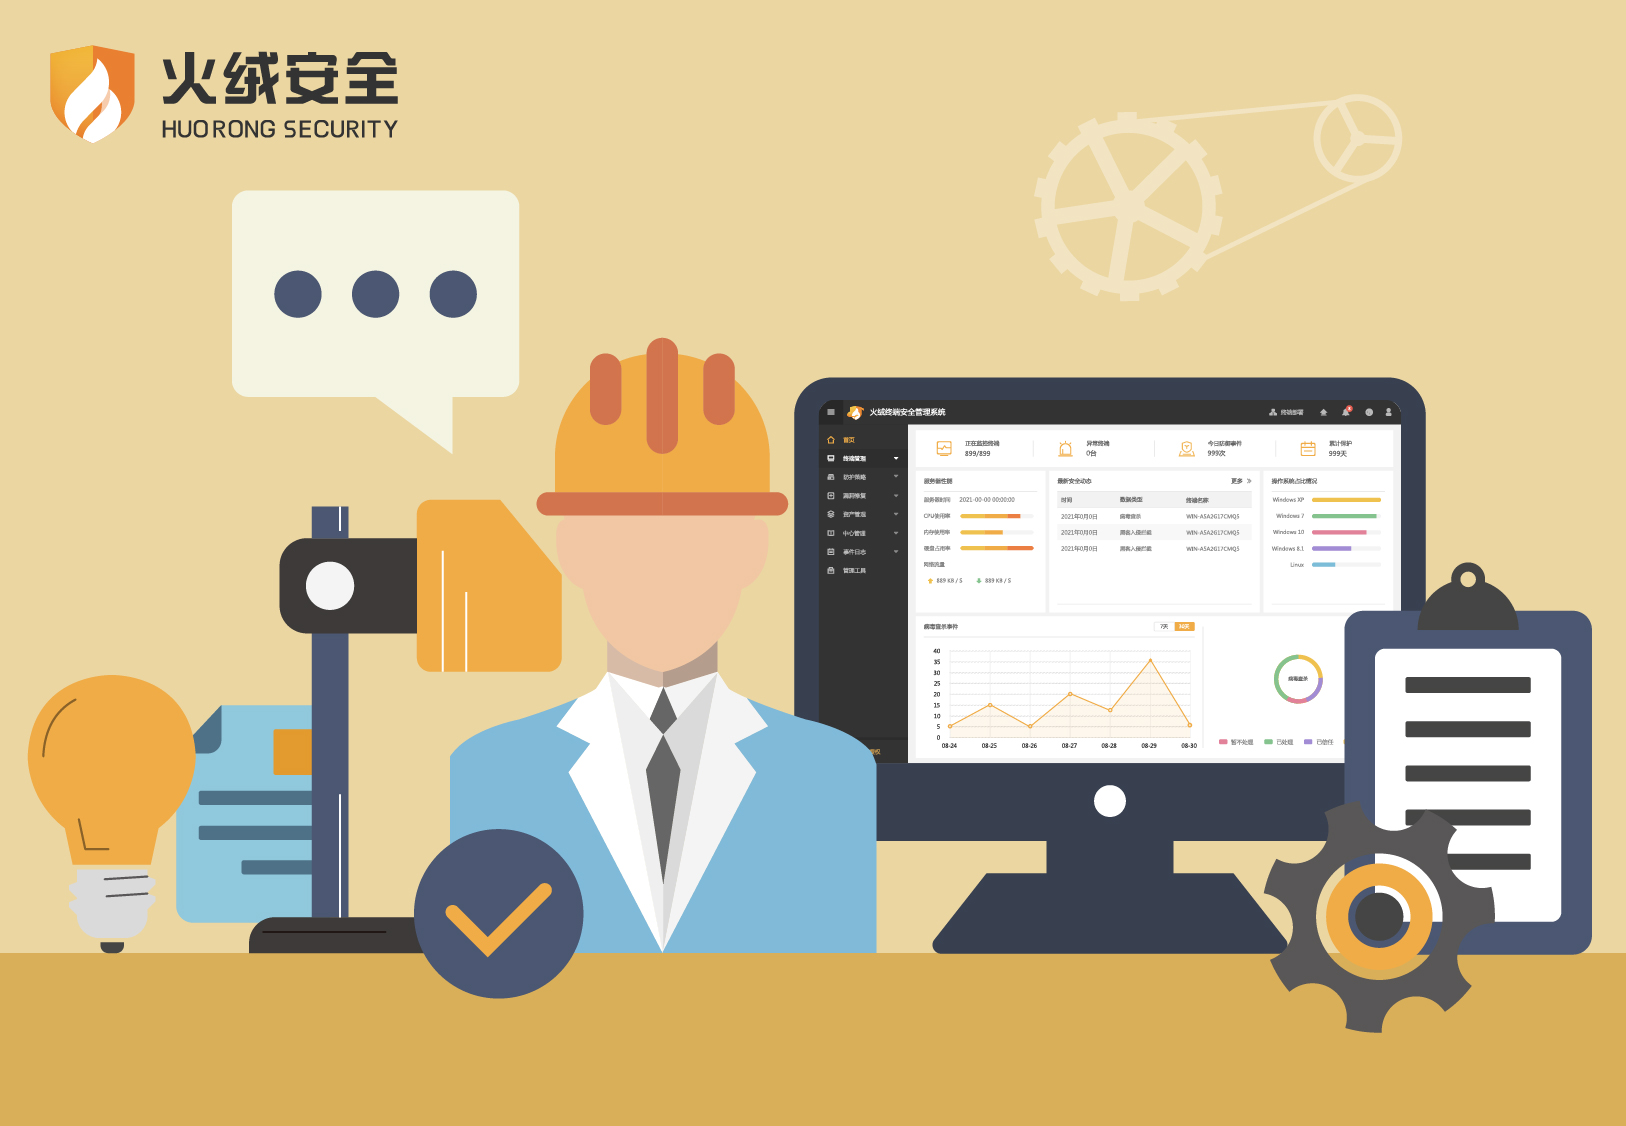 火绒安全
HUORONG SECURITY
火绒终端安全管理系统
终端部署
首页
终端管理
防护策略
漏洞修复
资产管理
中心管理
事件日志
管理工具
正在监控终端
899/899
异常终端
0台
今日防御事件
999次
累计保护
999天
服务器性能
服务器时间 2021-00-00 00:00:00
CPU使用率
内存使用率
硬盘占用率
网络流量
889 KB / S 889 KB / S
最新安全动态 更多
时间 数据类型 终端名称
2021年0月0日 病毒查杀 WIN-A5A2G17CMQ5
2021年0月0日 黑客入侵拦截 WIN-A5A2G17CMQ5
2021年0月0日 黑客入侵拦截 WIN-A5A2G17CMQ5
操作系统占比情况
Windows XP
Windows 7
Windows 10
Windows 8.1
Linux
病毒查杀事件 7天 30天
40
35
30
25
20
15
10
5
0
08-24 08-25 08-26 08-27 08-28 08-29 08-30
病毒查杀
暂不处理 已处理 已信任